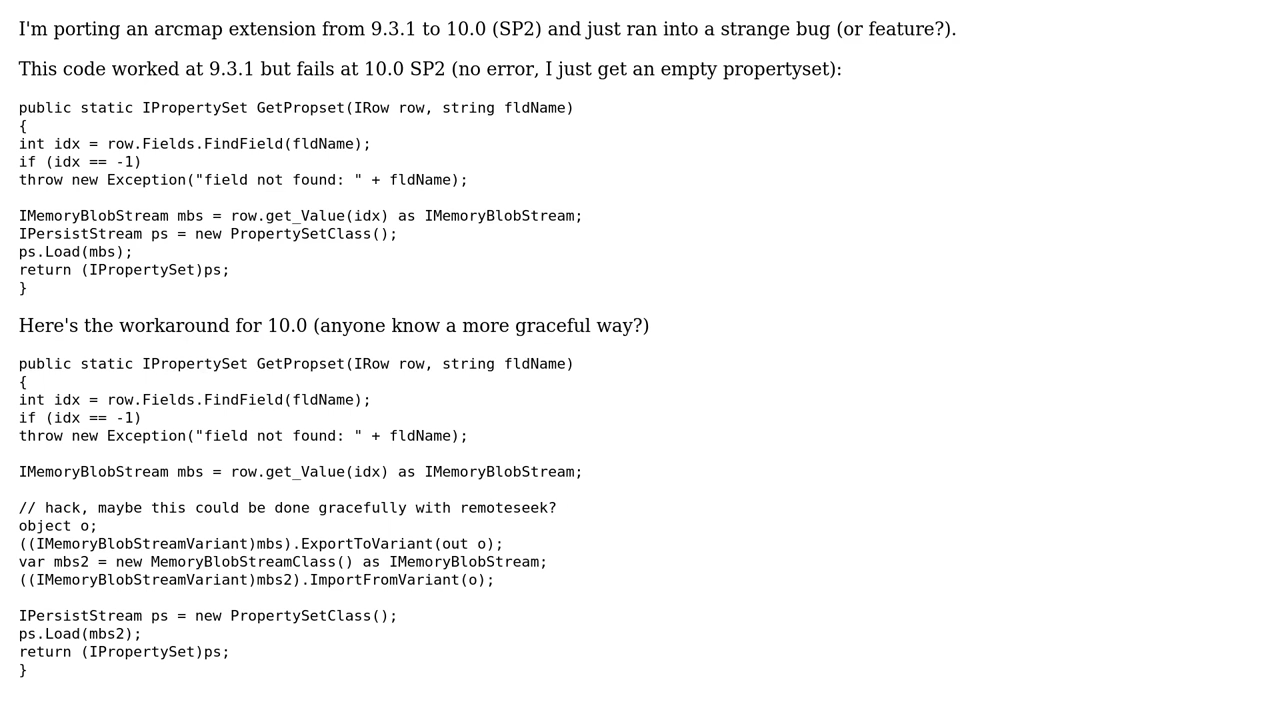 I'm porting an arcmap extension from 9.3.1 to 10.0 (SP2) and just ran into a strange bug (or feature?).
This code worked at 9.3.1 but fails at 10.0 SP2 (no error, I just get an empty propertyset):
public static IPropertySet GetPropset(IRow row, string fldName)
{
int idx = row.Fields.FindField(fldName);
if (idx == -1)
throw new Exception("field not found: " + fldName);
IMemoryBlobStream mbs = row.get_Value(idx) as IMemoryBlobStream;
IPersistStream ps = new PropertySetClass();
ps.Load(mbs);
return (IPropertySet)ps;
}
Here's the workaround for 10.0 (anyone know a more graceful way?)
public static IPropertySet GetPropset(IRow row, string fldName)
{
int idx = row.Fields.FindField(fldName);
if (idx == -1)
throw new Exception("field not found: " + fldName);
IMemoryBlobStream mbs = row.get_Value(idx) as IMemoryBlobStream;
// hack, maybe this could be done gracefully with remoteseek?
object o;
((IMemoryBlobStreamVariant)mbs).ExportToVariant(out o);
var mbs2 = new MemoryBlobStreamClass() as IMemoryBlobStream;
((IMemoryBlobStreamVariant)mbs2).ImportFromVariant(o);
IPersistStream ps = new PropertySetClass();
ps.Load(mbs2);
return (IPropertySet)ps;
}